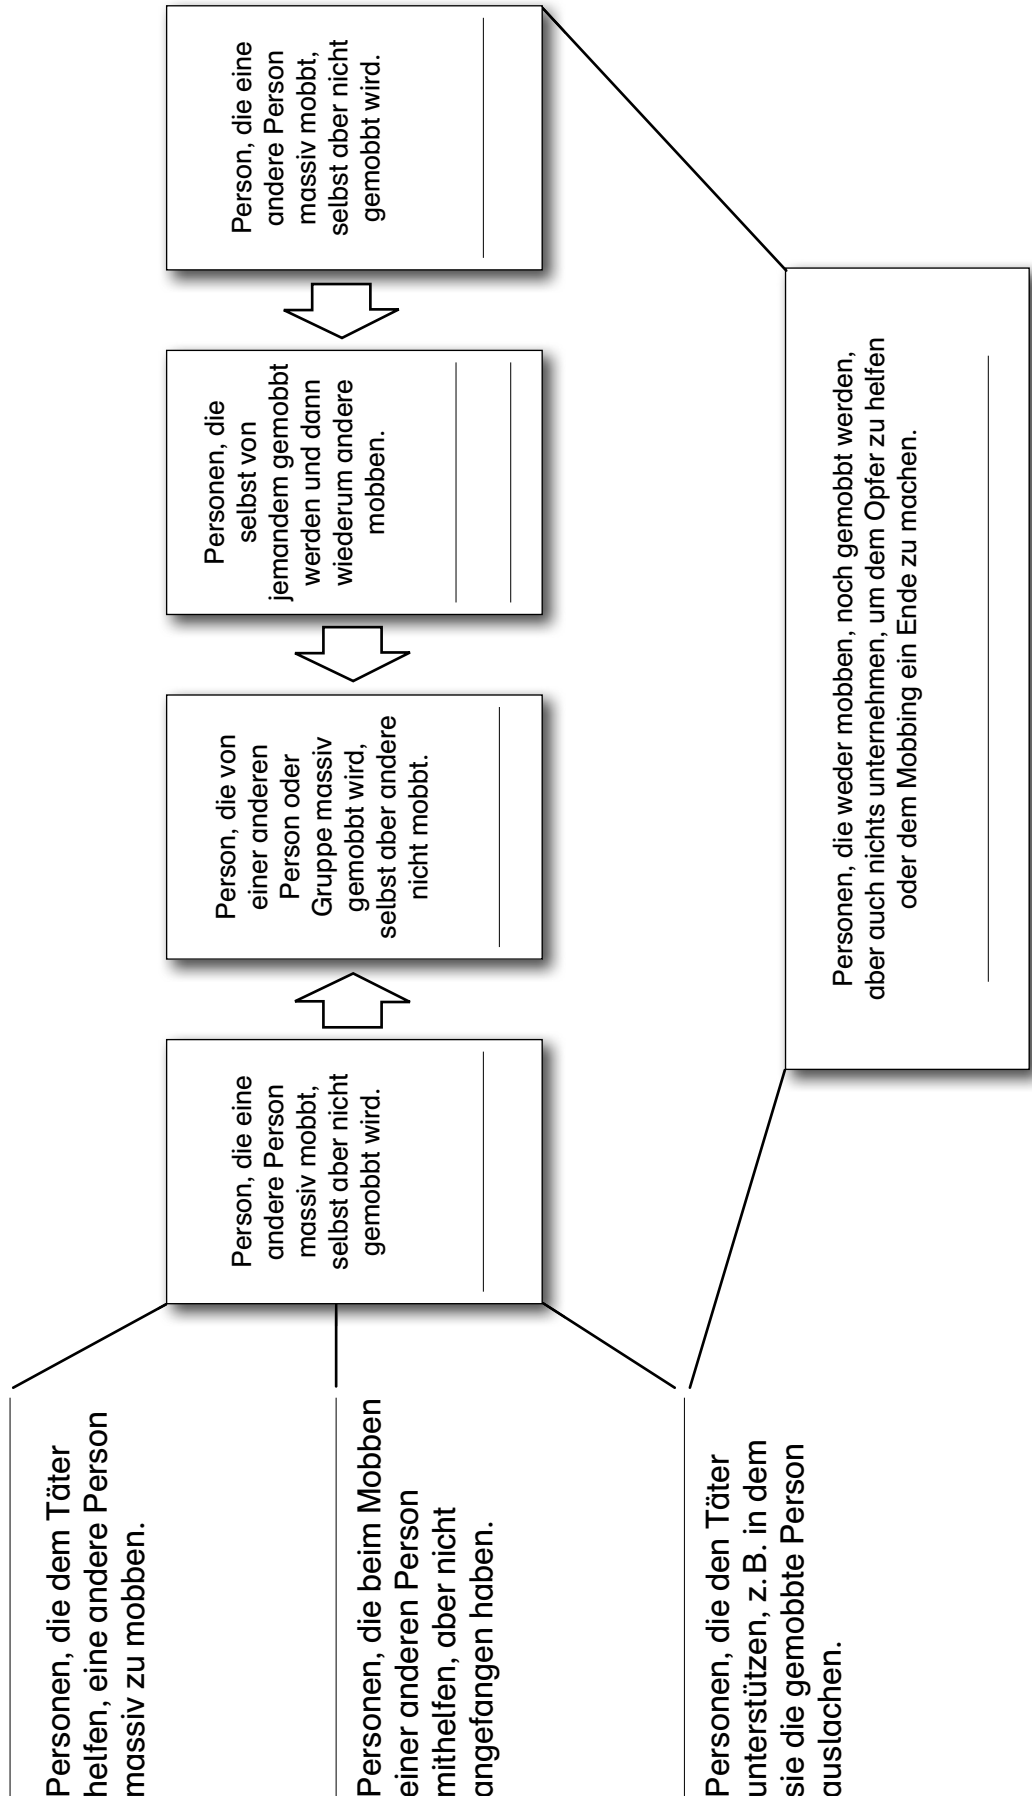 Personen, die dem Täter
helfen, eine andere Person
massiv zu mobben.
Personen, die beim Mobben
einer anderen Person
mithelfen, aber nicht
angefangen haben.
Personen, die den Täter
unterstützen, z. B. in dem
sie die gemobbte Person
auslachen.
Person, die eine
andere Person
massiv mobbt,
selbst aber nicht
gemobbt wird.
Person, die von
einer anderen
Person oder
Gruppe massiv
gemobbt wird,
selbst aber andere
nicht mobbt.
Personen, die
selbst von
jemandem gemobbt
werden und dann
wiederum andere
mobben.
Person, die eine
andere Person
massiv mobbt,
selbst aber nicht
gemobbt wird.
Personen, die weder mobben, noch gemobbt werden,
aber auch nichts unternehmen, um dem Opfer zu helfen
oder dem Mobbing ein Ende zu machen.